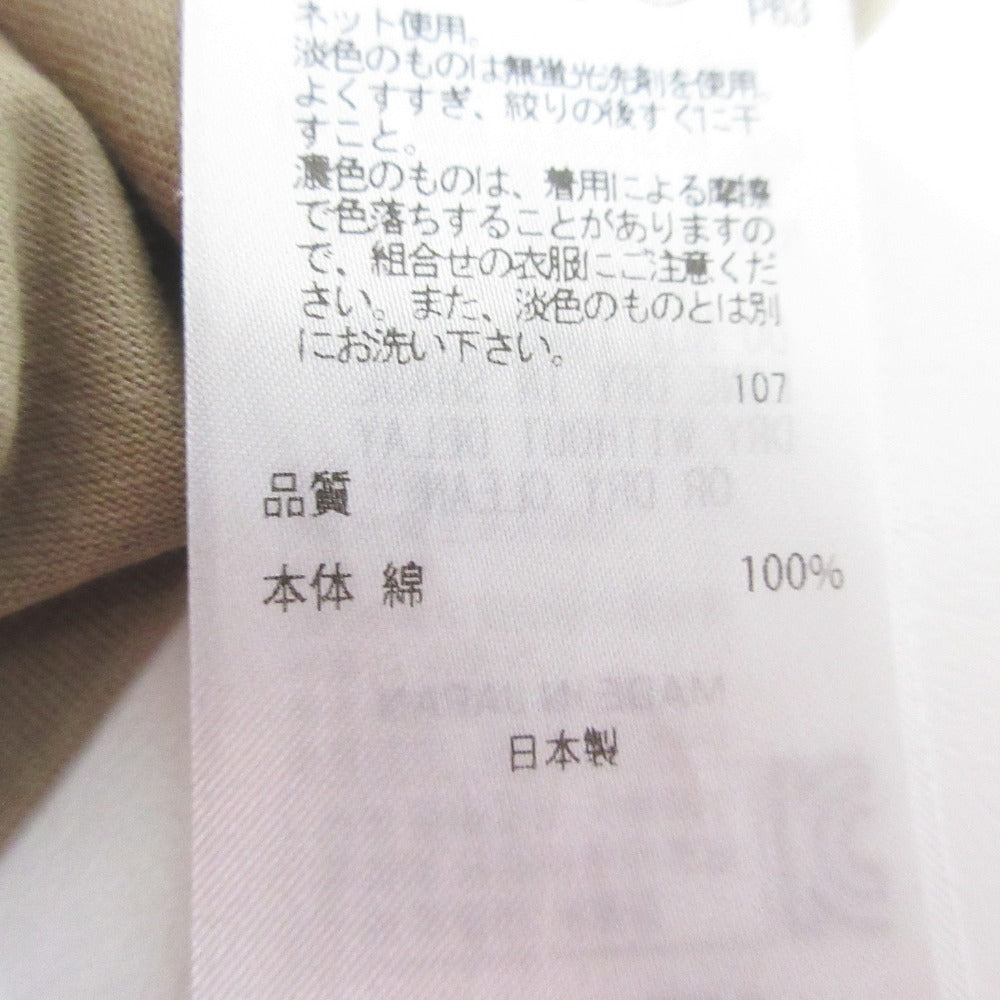 P83
ネット使用。
淡色のものは無蛍光洗剤を使用。
よくすすぎ、絞りの後すぐに干
すこと。
濃色のものは、着用による摩擦
で色落ちすることがありますの
で、組合せの衣服にご注意くだ
さい。また、淡色のものとは別
にお洗い下さい。
107
品質
本体 綿 100%
日本製